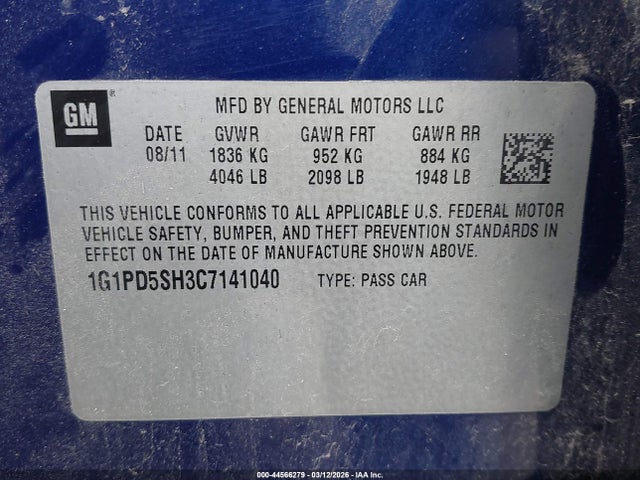 GM
®
MFD BY GENERAL MOTORS LLC
DATE GVWR GAWR FRT GAWR RR
08/11 1836 KG 952 KG 884 KG
4046 LB 2098 LB 1948 LB
THIS VEHICLE CONFORMS TO ALL APPLICABLE U.S. FEDERAL MOTOR
VEHICLE SAFETY, BUMPER, AND THEFT PREVENTION STANDARDS IN
EFFECT ON THE DATE OF MANUFACTURE SHOWN ABOVE.
1G1PD5SH3C7141040 TYPE: PASS CAR
000-44566279 - 03/12/2026 - IAA Inc.